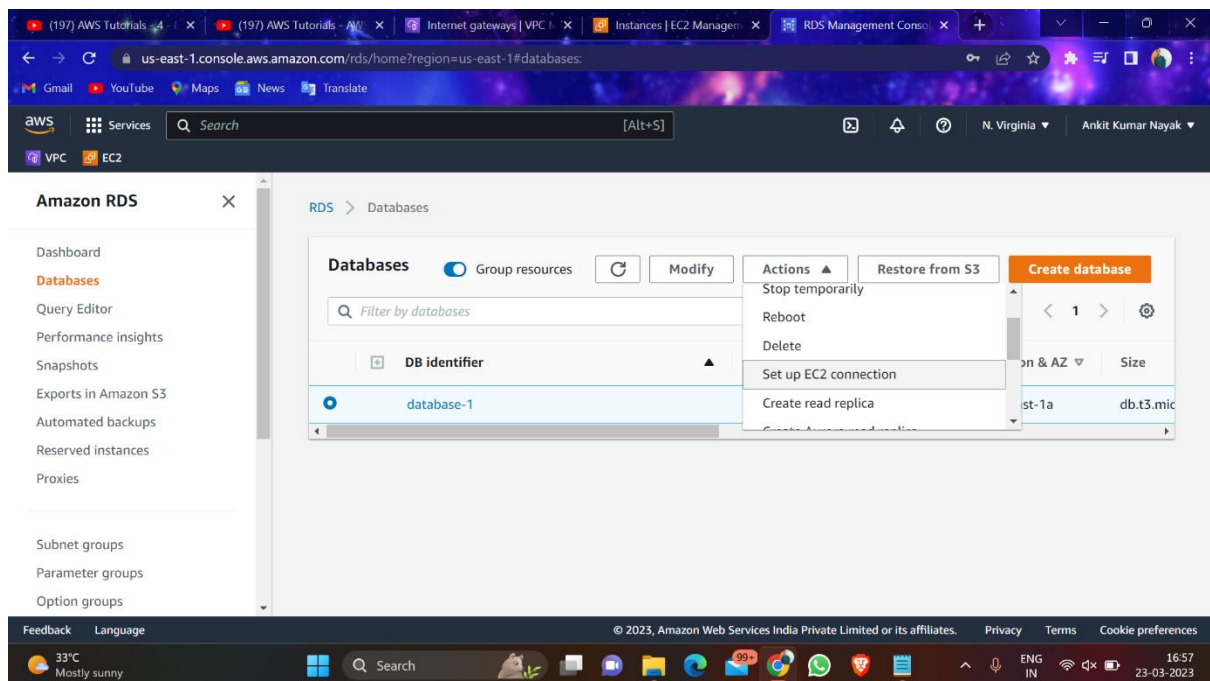 (197) AWS Tutorials - 4 - (
(197) AWS Tutorials - AW
Internet gateways | VPC
Instances | EC2 Managem
RDS Management Consol
us-east-1.console.aws.amazon.com/rds/home?region=us-east-1#databases:
Gmail YouTube Maps News Translate
aws Services Search [Alt+S] N. Virginia ▼ Ankit Kumar Nayak ▼
VPC EC2
Amazon RDS
Dashboard
Databases
Query Editor
Performance insights
Snapshots
Exports in Amazon S3
Automated backups
Reserved instances
Proxies
Subnet groups
Parameter groups
Option groups
RDS > Databases
Databases Group resources Modify Actions ▲ Restore from S3 Create database
Filter by databases < 1 >
Stop temporarily
Reboot
Delete
Set up EC2 connection
Create read replica
Create Aurora read replica
DB identifier ▲ on & AZ ▽ Size
database-1 st-1a db.t3.mic
Feedback Language © 2023, Amazon Web Services India Private Limited or its affiliates. Privacy Terms Cookie preferences
33°C
Mostly sunny
Search
99+
ENG
IN
16:57
23-03-2023